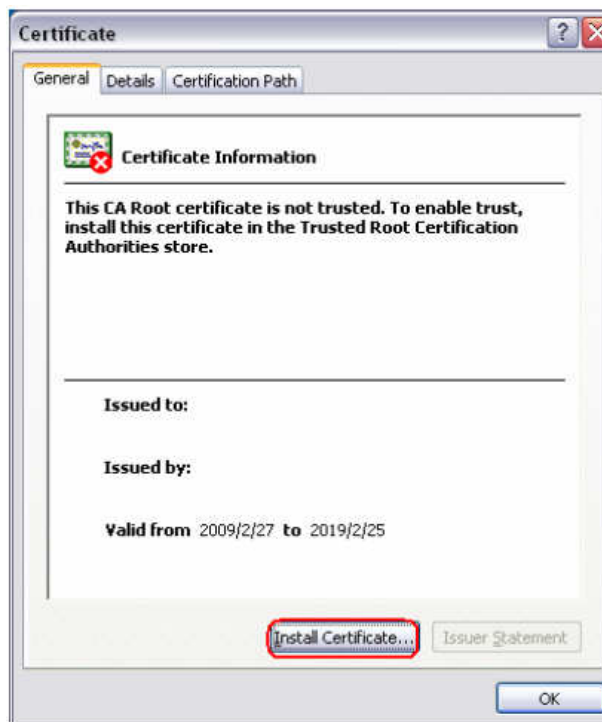 Certificate
General Details Certification Path
Certificate Information
This CA Root certificate is not trusted. To enable trust,
install this certificate in the Trusted Root Certification
Authorities store.
Issued to:
Issued by:
Valid from 2009/2/27 to 2019/2/25
Install Certificate... Issuer Statement
OK